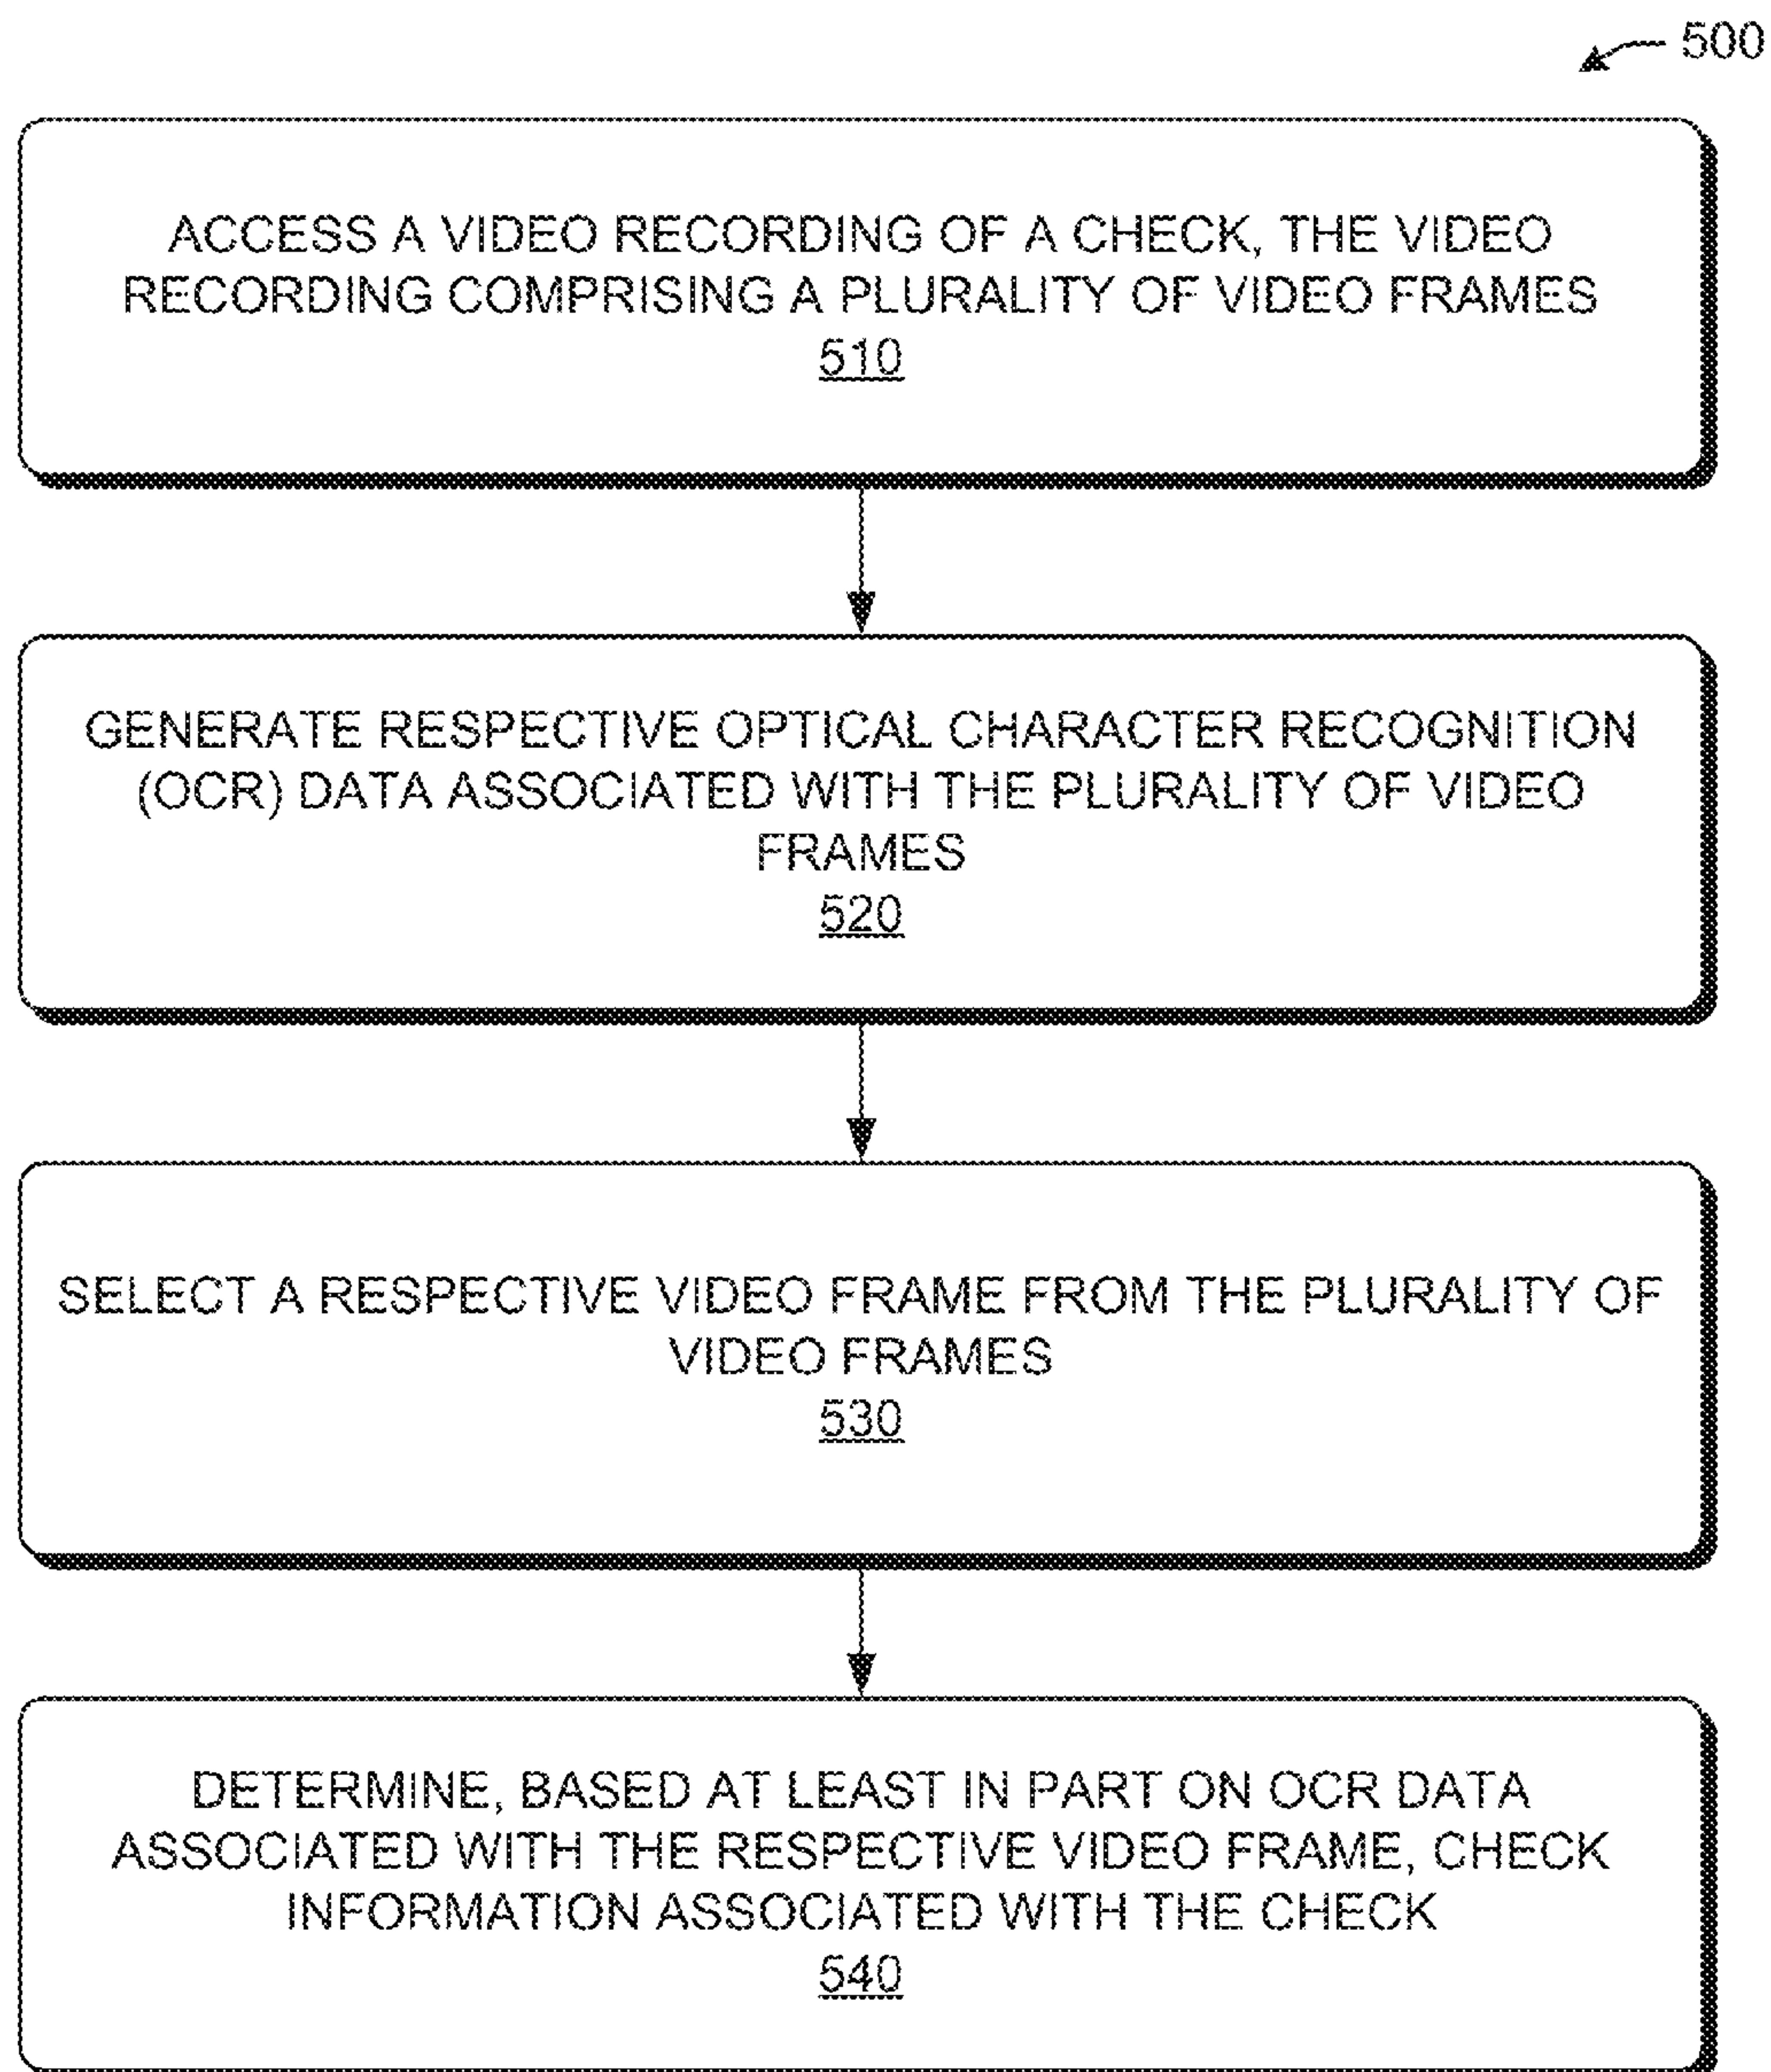 500
ACCESS A VIDEO RECORDING OF A CHECK, THE VIDEO
RECORDING COMPRISING A PLURALITY OF VIDEO FRAMES
510
GENERATE RESPECTIVE OPTICAL CHARACTER RECOGNITION
(OCR) DATA ASSOCIATED WITH THE PLURALITY OF VIDEO
FRAMES
520
SELECT A RESPECTIVE VIDEO FRAME FROM THE PLURALITY OF
VIDEO FRAMES
530
DETERMINE, BASED AT LEAST IN PART ON OCR DATA
ASSOCIATED WITH THE RESPECTIVE VIDEO FRAME, CHECK
INFORMATION ASSOCIATED WITH THE CHECK
540